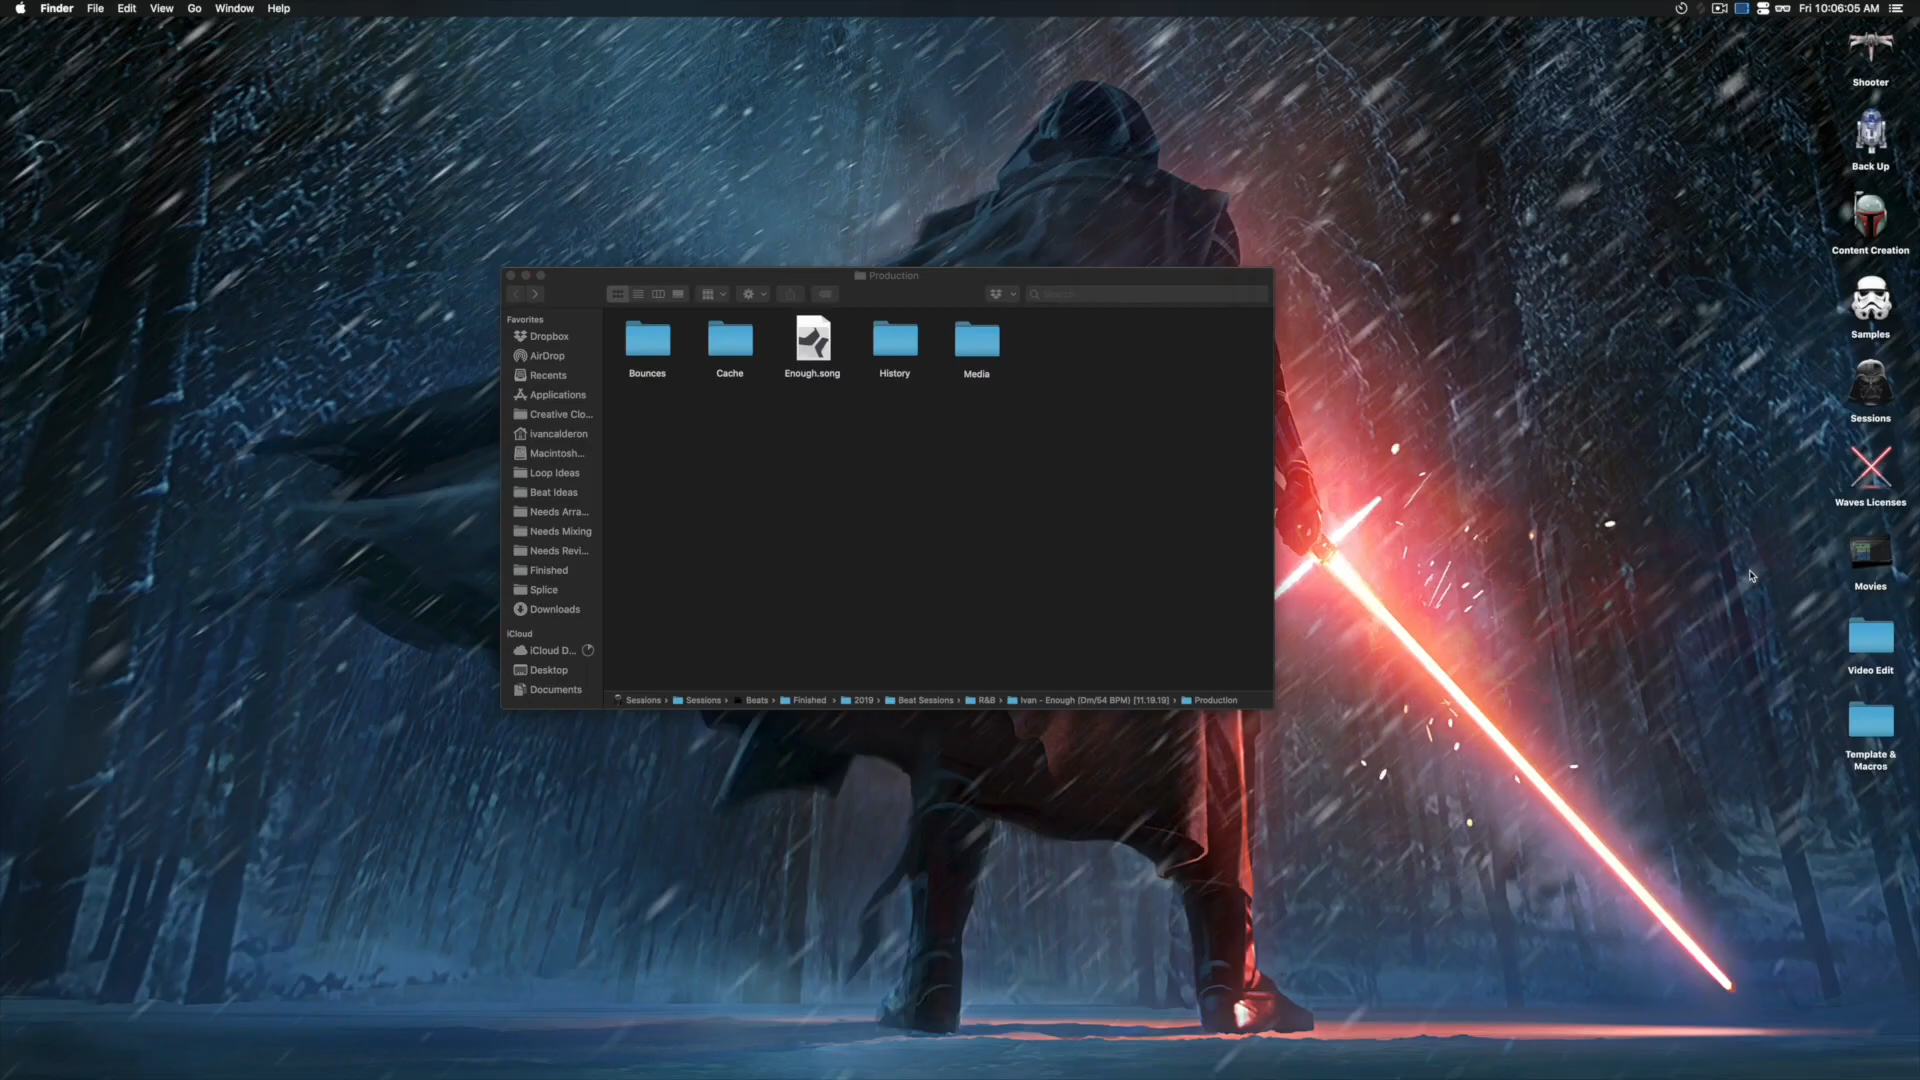 Finder File Edit View Go Window Help
Fri 10:06:05 AM
Shooter
Back Up
Content Creation
Samples
Sessions
Waves Licenses
Movies
Video Edit
Template &
Macros
Production
Search
Favorites
Dropbox
AirDrop
Recents
Applications
Creative Clo...
ivancalderon
Macintosh...
Loop Ideas
Beat Ideas
Needs Arra...
Needs Mixing
Needs Revi...
Finished
Splice
Downloads
iCloud
iCloud D...
Desktop
Documents
Bounces
Cache
Enough.song
History
Media
Sessions › Sessions › Beats › Finished › 2019 › Beat Sessions › R&B › Ivan - Enough (Dm/54 BPM) [11.19.19] › Production